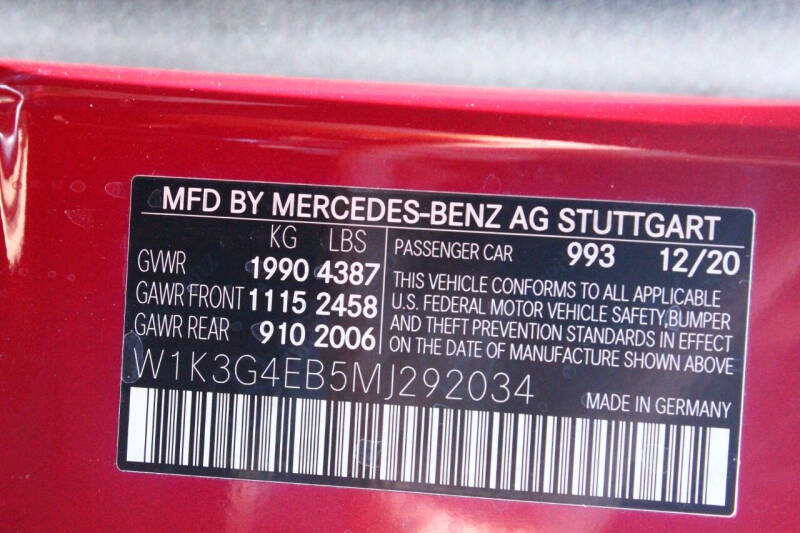 MFD BY MERCEDES-BENZ AG STUTTGART
KG LBS
GVWR 1990 4387
GAWR FRONT 1115 2458
GAWR REAR 910 2006
PASSENGER CAR 993 12/20
THIS VEHICLE CONFORMS TO ALL APPLICABLE
U.S. FEDERAL MOTOR VEHICLE SAFETY,BUMPER
AND THEFT PREVENTION STANDARDS IN EFFECT
ON THE DATE OF MANUFACTURE SHOWN ABOVE
W1K3G4EB5MJ292034
MADE IN GERMANY